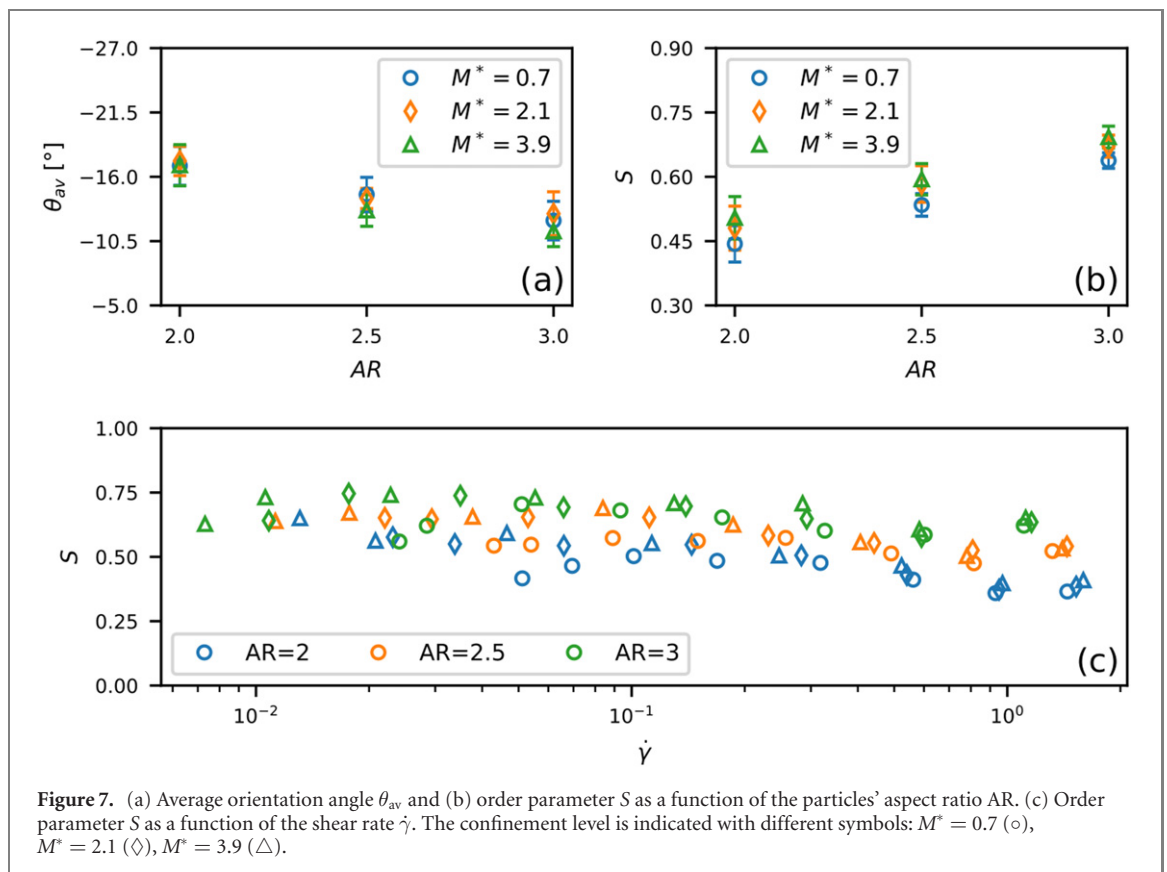 −27.0
−21.5
−16.0
−10.5
−5.0
θav [°]
M* = 0.7
M* = 2.1
M* = 3.9
(a)
2.0 2.5 3.0
AR
0.90
0.75
0.60
0.45
0.30
S
M* = 0.7
M* = 2.1
M* = 3.9
(b)
2.0 2.5 3.0
AR
1.00
0.75
0.50
0.25
0.00
S
AR=2 AR=2.5 AR=3
(c)
10⁻² 10⁻¹ 10⁰
γ̇
Figure 7. (a) Average orientation angle θav and (b) order parameter S as a function of the particles’ aspect ratio AR. (c) Order
parameter S as a function of the shear rate γ̇. The confinement level is indicated with different symbols: M* = 0.7 (○),
M* = 2.1 (◊), M* = 3.9 (△).